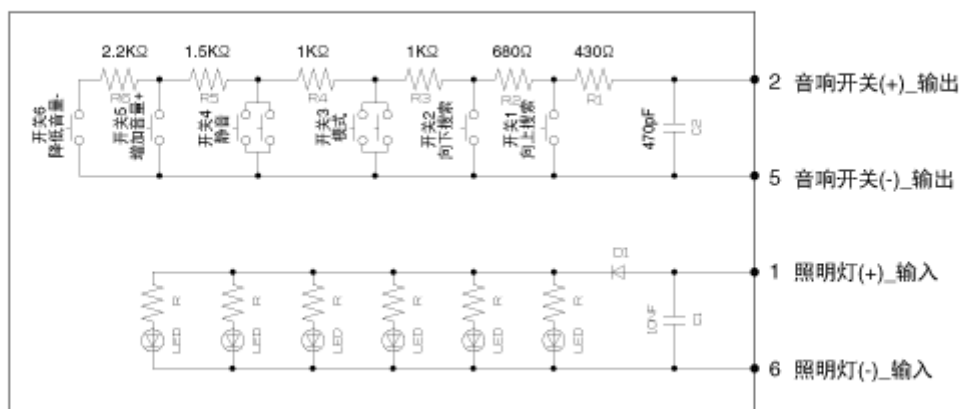 2.2KΩ 1.5KΩ 1KΩ 1KΩ 680Ω 430Ω
R6 R5 R4 R3 R2 R1
2 音响开关(+)_输出
开关6
降低音量-
开关5
增加音量+
开关4
静音
开关3
模式
开关2
向下搜索
开关1
向上搜索
470pF
C2
5 音响开关(-)_输出
D1
1 照明灯(+)_输入
R R R R R R
10NF
C1
LED LED LED LED LED LED
6 照明灯(-)_输入